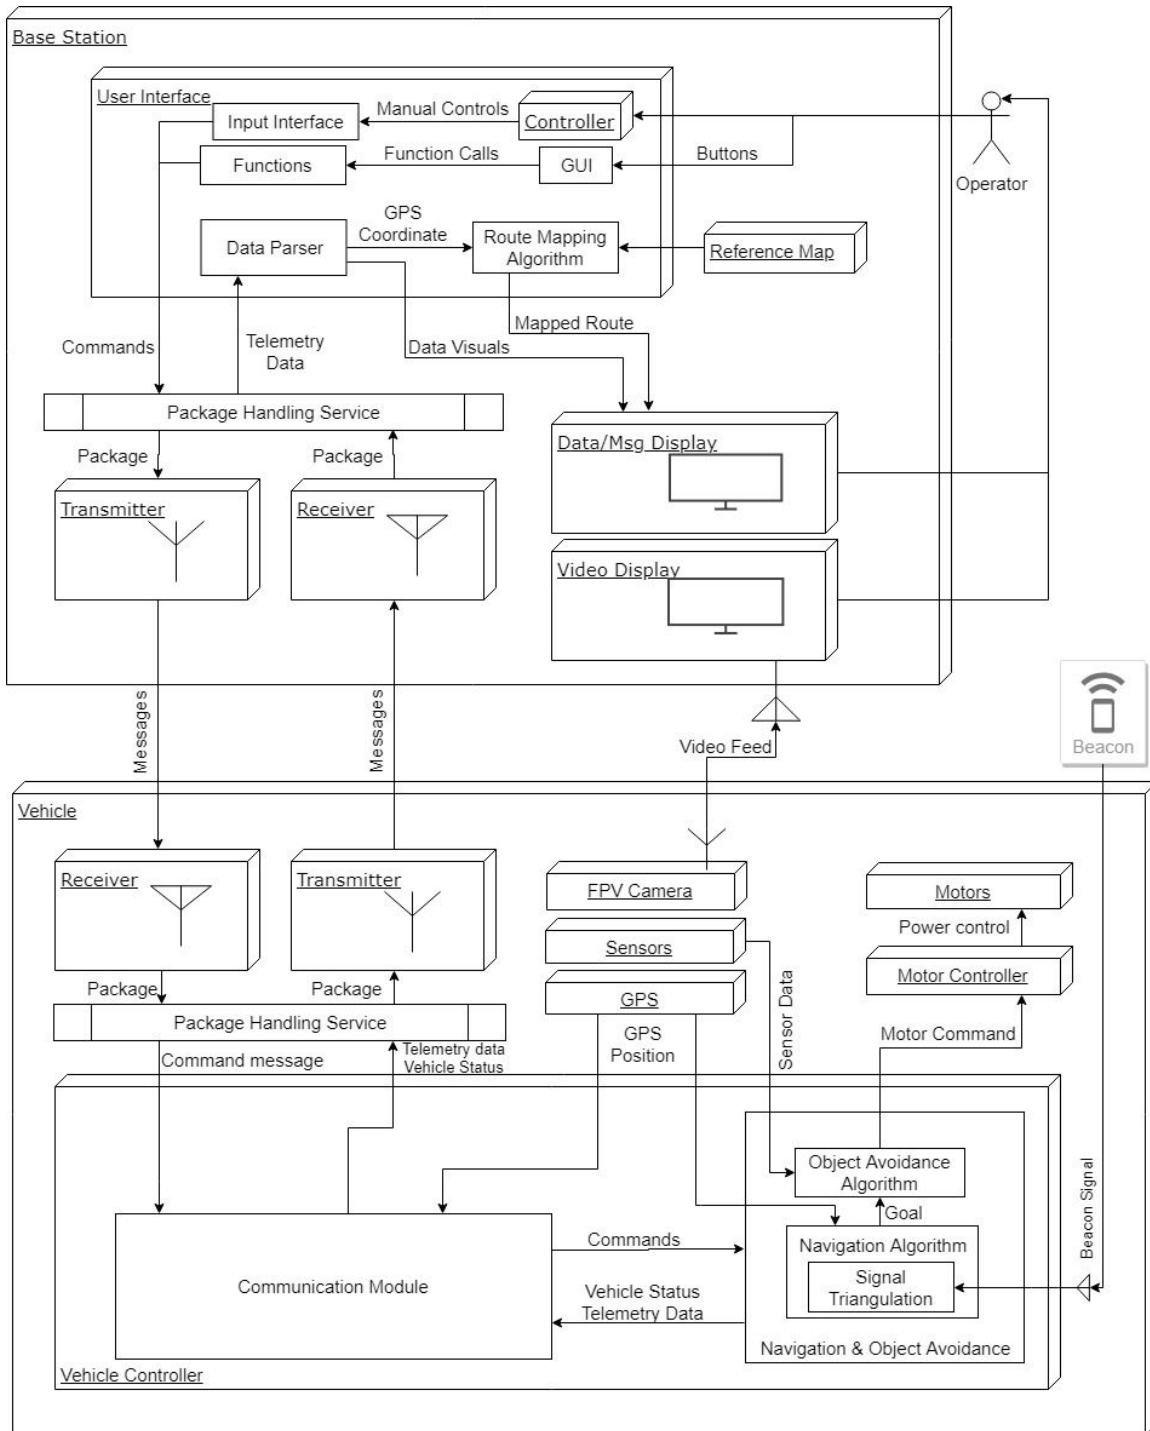 Base Station
User Interface
Input Interface
Manual Controls
Controller
Functions
Function Calls
GUI
Buttons
Operator
Data Parser
GPS
Coordinate
Route Mapping
Algorithm
Reference Map
Commands
Telemetry
Data
Data Visuals
Mapped Route
Package Handling Service
Package
Package
Transmitter
Receiver
Data/Msg Display
Video Display
Messages
Messages
Video Feed
Beacon
Vehicle
Receiver
Transmitter
FPV Camera
Sensors
GPS
Motors
Power control
Motor Controller
Package
Package
Package Handling Service
Command message
Telemetry data
Vehicle Status
GPS
Position
Sensor Data
Motor Command
Object Avoidance
Algorithm
Goal
Navigation Algorithm
Signal
Triangulation
Navigation & Object Avoidance
Beacon Signal
Communication Module
Commands
Vehicle Status
Telemetry Data
Vehicle Controller